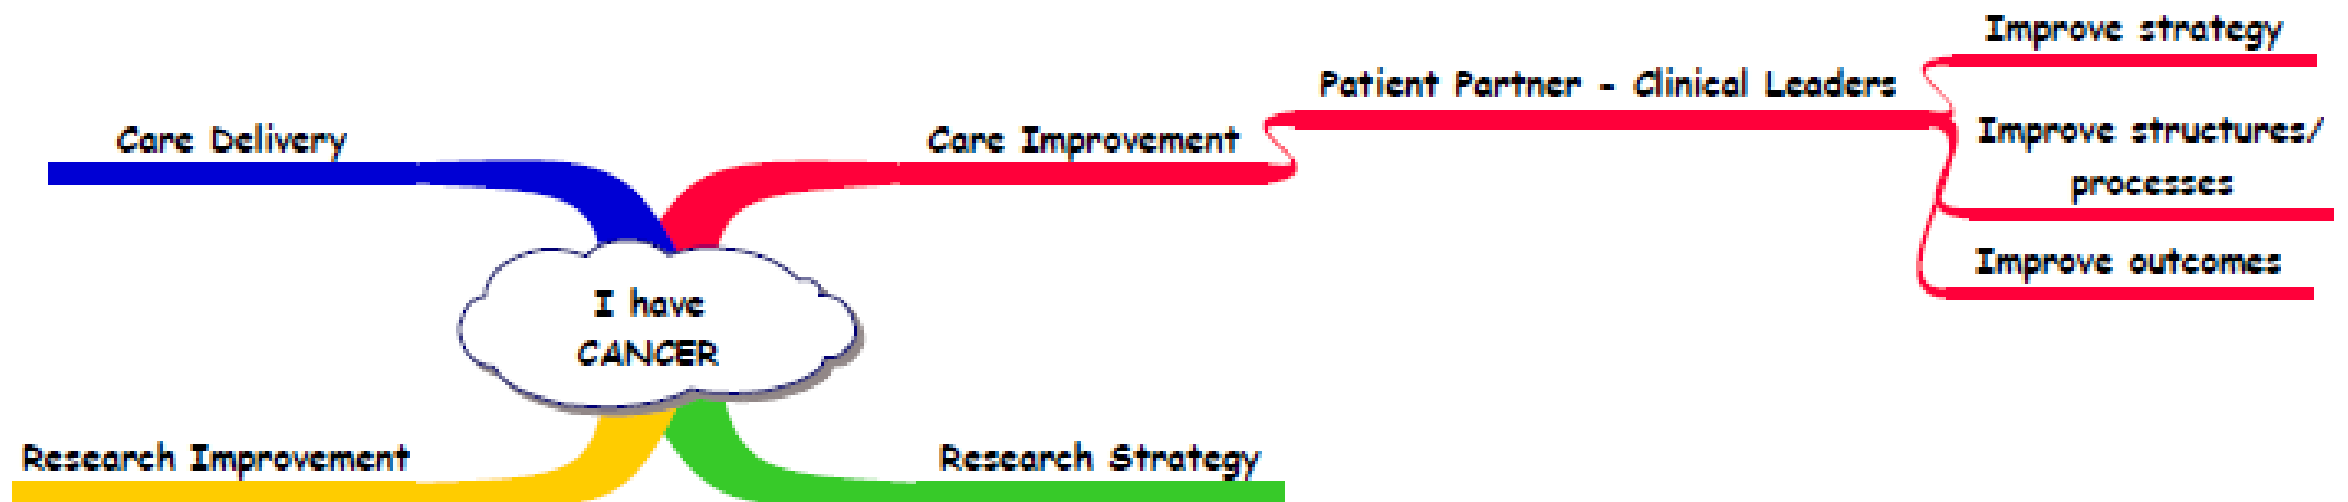 Improve strategy
Patient Partner - Clinical Leaders
Improve structures/
processes
Care Delivery
Care Improvement
Improve outcomes
I have
CANCER
Research Improvement
Research Strategy